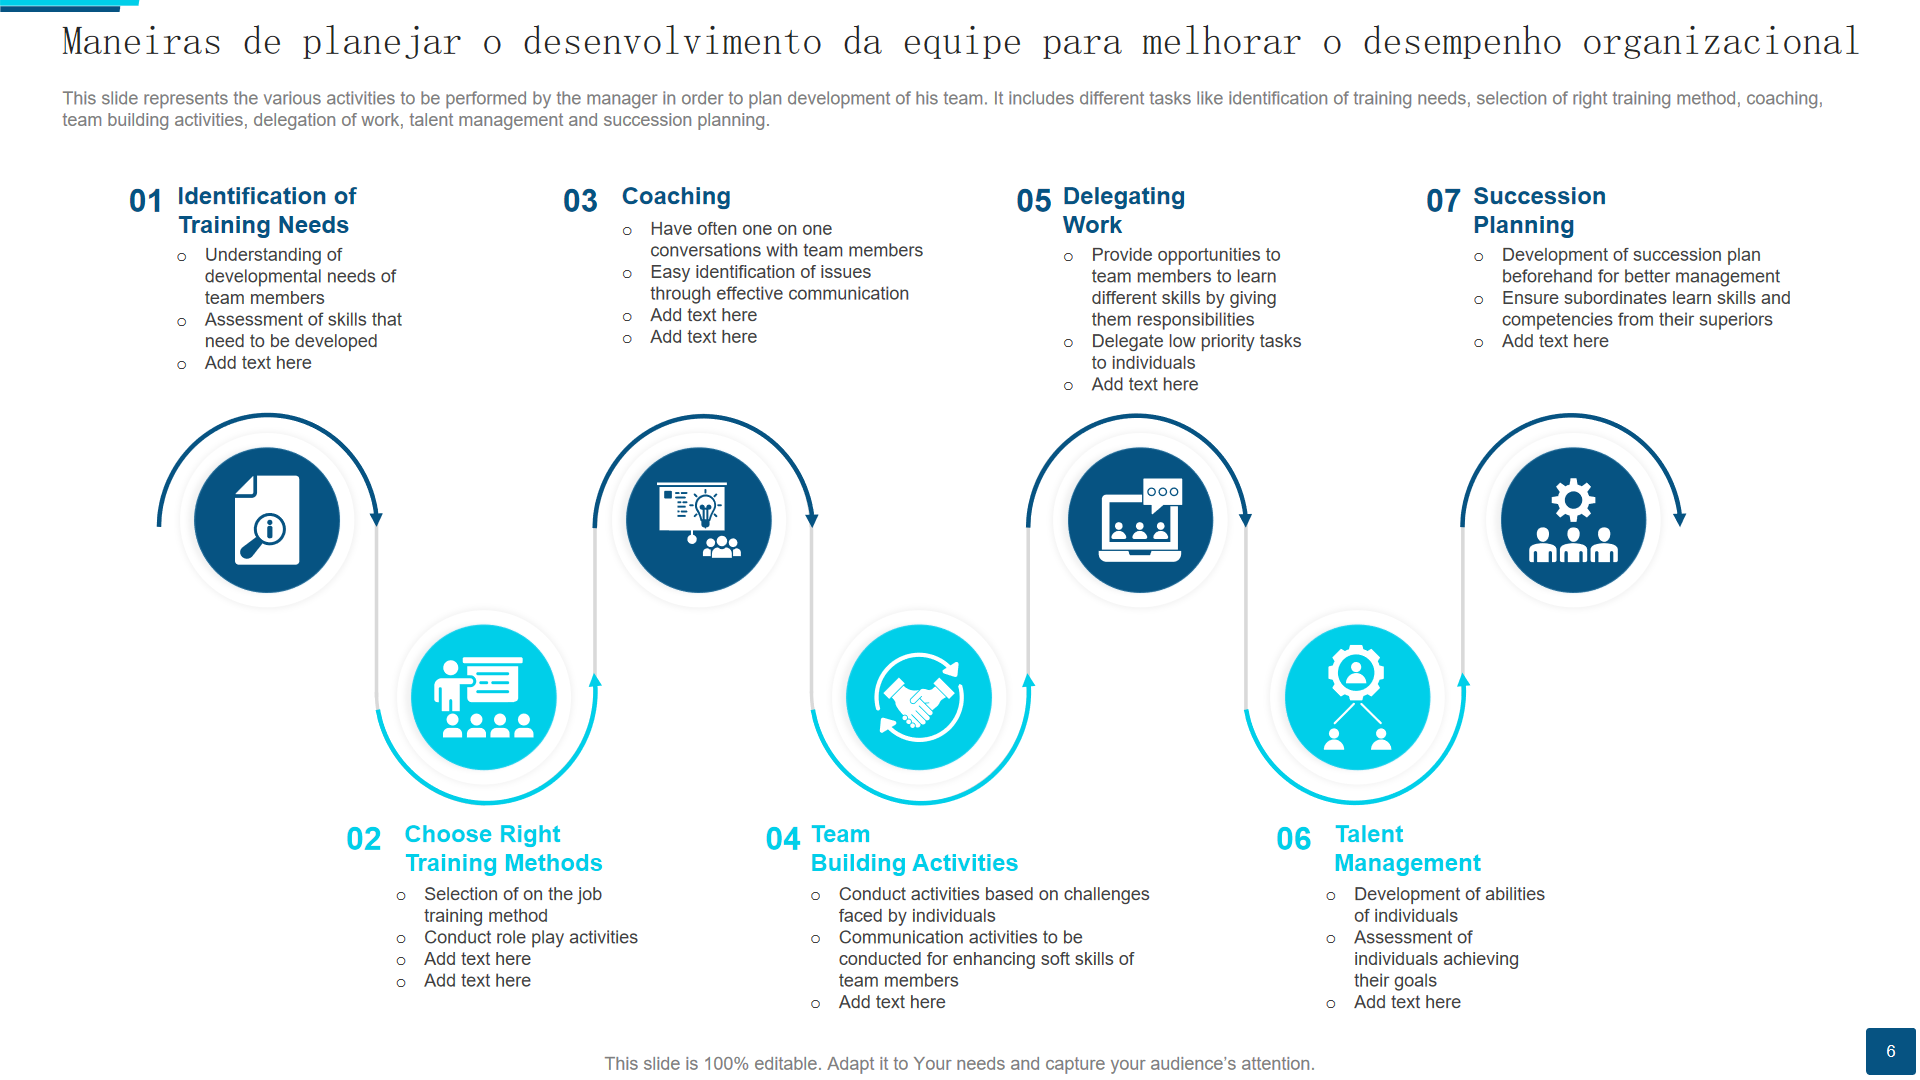 Maneiras de planejar o desenvolvimento da equipe para melhorar o desempenho organizacional
This slide represents the various activities to be performed by the manager in order to plan development of his team. It includes different tasks like identification of training needs, selection of right training method, coaching,
team building activities, delegation of work, talent management and succession planning.
01
Identification of
Training Needs
Understanding of
developmental needs of
team members
Assessment of skills that
need to be developed
Add text here
03
Coaching
Have often one on one
conversations with team members
Easy identification of issues
through effective communication
Add text here
Add text here
05
Delegating
Work
Provide opportunities to
team members to learn
different skills by giving
them responsibilities
Delegate low priority tasks
to individuals
Add text here
07
Succession
Planning
Development of succession plan
beforehand for better management
Ensure subordinates learn skills and
competencies from their superiors
Add text here
02
Choose Right
Training Methods
Selection of on the job
training method
Conduct role play activities
Add text here
Add text here
04
Team
Building Activities
Conduct activities based on challenges
faced by individuals
Communication activities to be
conducted for enhancing soft skills of
team members
Add text here
06
Talent
Management
Development of abilities
of individuals
Assessment of
individuals achieving
their goals
Add text here
This slide is 100% editable. Adapt it to Your needs and capture your audience’s attention.
6